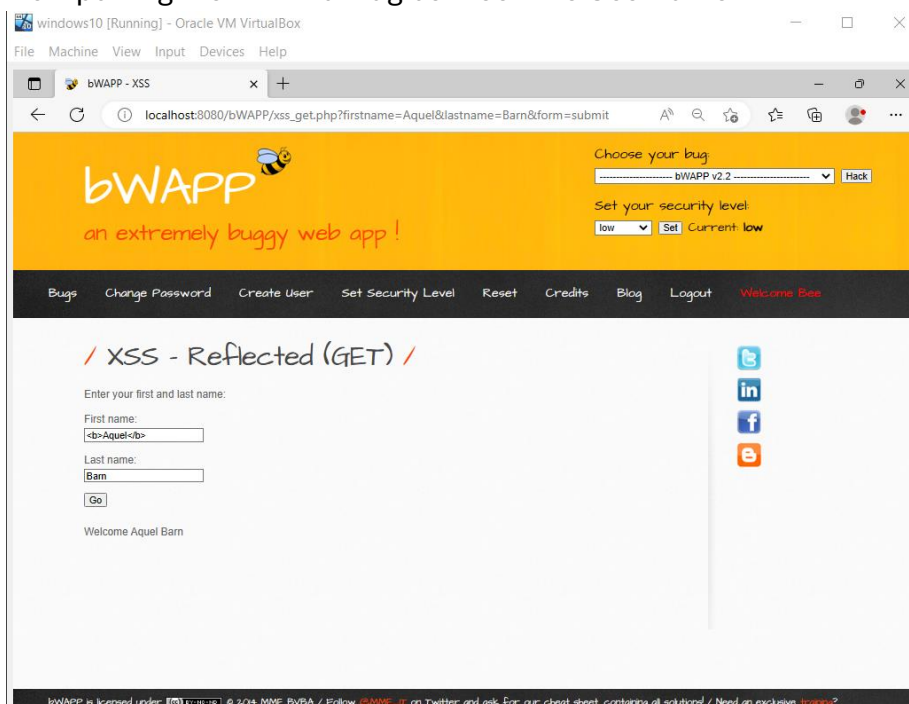 windows10 [Running] - Oracle VM VirtualBox
File Machine View Input Devices Help
bWAPP - XSS
localhost:8080/bWAPP/xss_get.php?firstname=Aquel&lastname=Barn&form=submit
bWAPP
an extremely buggy web app !
Choose your bug:
---------------------- bWAPP v2.2 ----------------------
Hack
Set your security level:
low Set Current: low
Bugs Change Password Create User Set Security Level Reset Credits Blog Logout Welcome Bee
/ XSS - Reflected (GET) /
Enter your first and last name:
First name:
<b>Aquel</b>
Last name:
Barn
Go
Welcome Aquel Barn
bWAPP is licensed under © 2014 MME BVBA / Follow @MME_IT on Twitter and ask for our cheat sheet, containing all solutions! / Need an exclusive training?